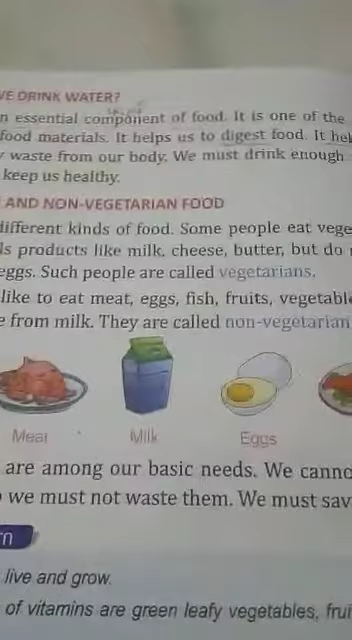 VE DRINK WATER?
n essential component of food. It is one of the
food materials. It helps us to digest food. It hel
waste from our body. We must drink enough
keep us healthy.
AND NON-VEGETARIAN FOOD
different kinds of food. Some people eat vege
ls products like milk, cheese, butter, but do
eggs. Such people are called vegetarians.
like to eat meat, eggs, fish, fruits, vegetable
e from milk. They are called non-vegetarian
Meat Milk Eggs
are among our basic needs. We canno
we must not waste them. We must sav
rn
live and grow.
of vitamins are green leafy vegetables, frui